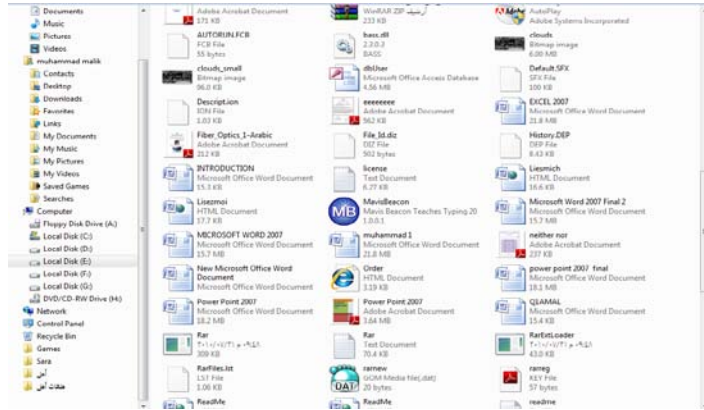 Documents
Music
Pictures
Videos
muhammad malik
Contacts
Desktop
Downloads
Favorites
Links
My Documents
My Music
My Pictures
My Videos
Saved Games
Searches
Computer
Floppy Disk Drive (A:)
Local Disk (C:)
Local Disk (D:)
Local Disk (E:)
Local Disk (F:)
Local Disk (G:)
DVD/CD-RW Drive (H:)
Network
Control Panel
Recycle Bin
Games
Sara
أمل
ملفات أمل
Adobe Acrobat Document
171 KB
WinRAR ZIP أرشيف
233 KB
AutoPlay
Adobe Systems Incorporated
AUTORUN.FCB
FCB File
55 bytes
bass.dll
2.3.0.3
BASS
clouds
Bitmap image
6.00 MB
clouds_small
Bitmap image
96.0 KB
dbUser
Microsoft Office Access Database
4.56 MB
Default.SFX
SFX File
100 KB
Descript.ion
ION File
1.03 KB
eeeeeeee
Adobe Acrobat Document
562 KB
EXCEL 2007
Microsoft Office Word Document
21.8 MB
Fiber_Optics_1-Arabic
Adobe Acrobat Document
212 KB
File_Id.diz
DIZ File
502 bytes
History.DEP
DEP File
8.43 KB
INTRODUCTION
Microsoft Office Word Document
15.3 KB
license
Text Document
6.27 KB
Liesmich
HTML Document
16.6 KB
Lisezmoi
HTML Document
17.7 KB
MB
MavisBeacon
Mavis Beacon Teaches Typing 20
1.0.0.1
Microsoft Word 2007 Final 2
Microsoft Office Word Document
15.7 MB
MICROSOFT WORD 2007
Microsoft Office Word Document
15.7 MB
muhammad 1
Microsoft Office Word Document
21.8 MB
neither nor
Adobe Acrobat Document
237 KB
New Microsoft Office Word
Document
Microsoft Office Word Document
Order
HTML Document
3.19 KB
power point 2007 final
Microsoft Office Word Document
18.1 MB
Power Point 2007
Microsoft Office Word Document
18.2 MB
Power Point 2007
Adobe Acrobat Document
3.64 MB
QLAMAL
Microsoft Office Word Document
15.4 KB
Rar
309 KB
Rar
Text Document
70.4 KB
RarExtLoader
43.0 KB
RarFiles.lst
LST File
1.06 KB
DAT
rarnew
GOM Media file(.dat)
20 bytes
rarreg
KEY File
57 bytes
ReadMe
ReadMe
readme